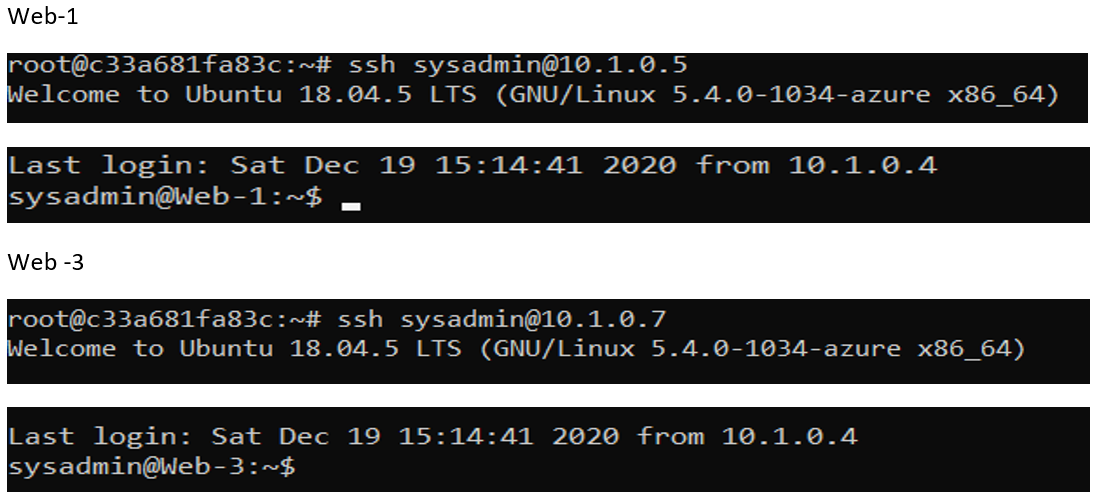 Web-1
root@c33a681fa83c:~# ssh sysadmin@10.1.0.5
Welcome to Ubuntu 18.04.5 LTS (GNU/Linux 5.4.0-1034-azure x86_64)
Last login: Sat Dec 19 15:14:41 2020 from 10.1.0.4
sysadmin@Web-1:~$
Web -3
root@c33a681fa83c:~# ssh sysadmin@10.1.0.7
Welcome to Ubuntu 18.04.5 LTS (GNU/Linux 5.4.0-1034-azure x86_64)
Last login: Sat Dec 19 15:14:41 2020 from 10.1.0.4
sysadmin@Web-3:~$